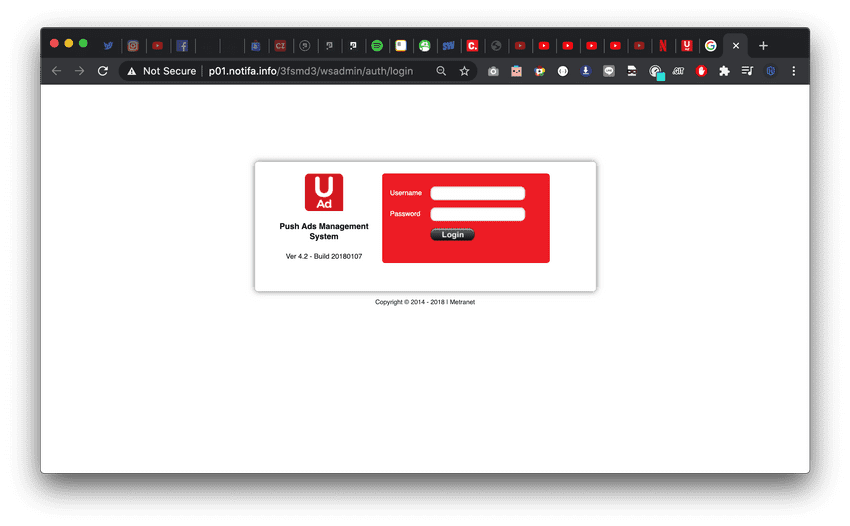 Not Secure p01.notifa.info/3fsmd3/wsadmin/auth/login
U
Ad
Push Ads Management
System
Ver 4.2 - Build 20180107
Username
Password
Login
Copyright © 2014 - 2018 | Metranet